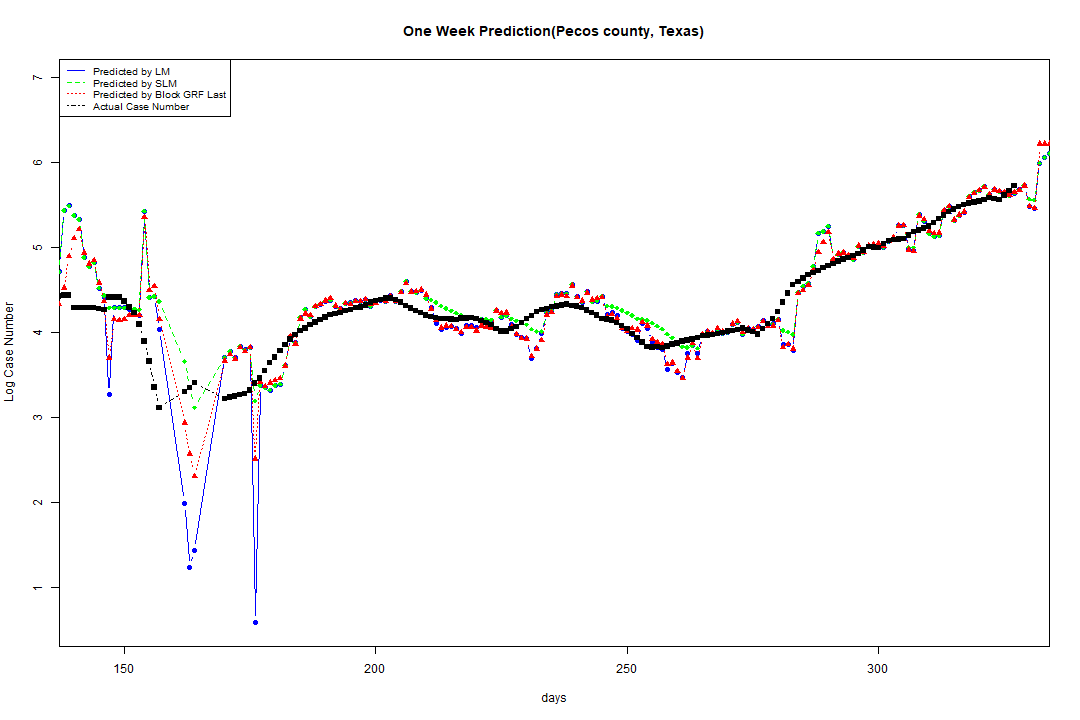 One Week Prediction(Pecos county, Texas)
Predicted by LM
Predicted by SLM
Predicted by Block GRF Last
Actual Case Number
7
6
5
4
3
2
1
Log Case Number
150 200 250 300
days